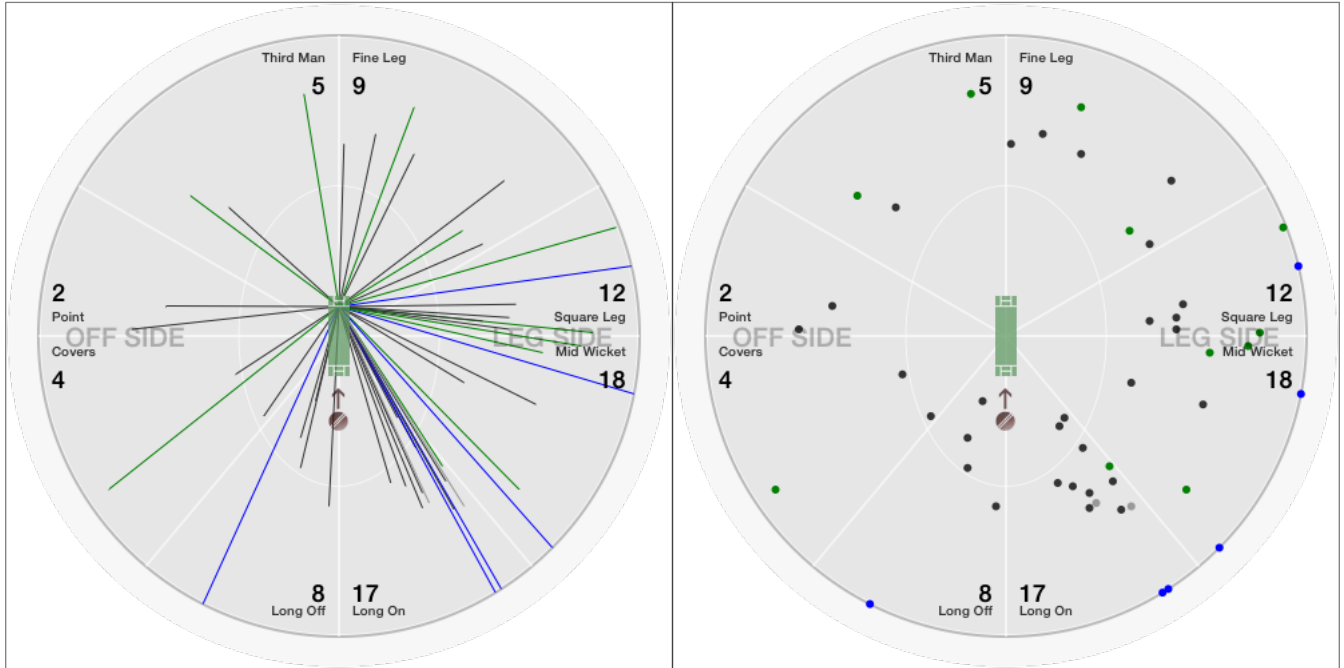 Third Man
Fine Leg
5
9
2
Point
OFF SIDE
Covers
4
12
Square Leg
LEG SIDE
Mid Wicket
18
8
Long Off
17
Long On
Third Man
Fine Leg
5
9
2
Point
OFF SIDE
Covers
4
12
Square Leg
LEG SIDE
Mid Wicket
18
8
Long Off
17
Long On